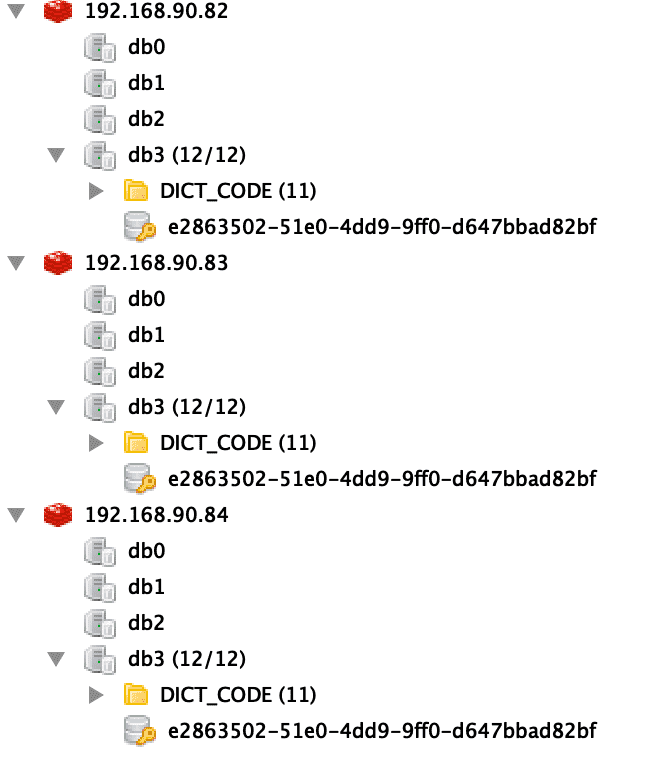 192.168.90.82
db0
db1
db2
db3 (12/12)
DICT_CODE (11)
e2863502-51e0-4dd9-9ff0-d647bbad82bf
192.168.90.83
db0
db1
db2
db3 (12/12)
DICT_CODE (11)
e2863502-51e0-4dd9-9ff0-d647bbad82bf
192.168.90.84
db0
db1
db2
db3 (12/12)
DICT_CODE (11)
e2863502-51e0-4dd9-9ff0-d647bbad82bf